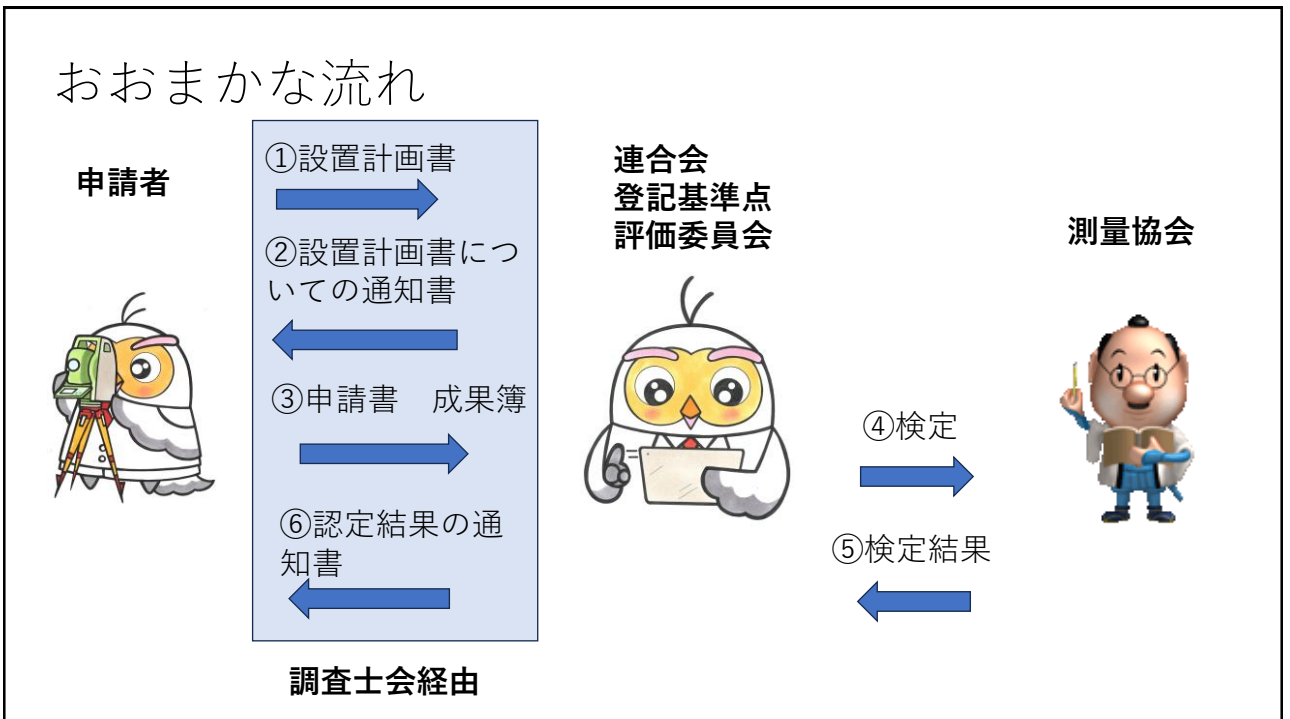 おおまかな流れ
申請者
①設置計画書
②設置計画書につ
いての通知書
③申請書　成果簿
⑥認定結果の通
知書
調査士会経由
連合会
登記基準点
評価委員会
④検定
⑤検定結果
測量協会